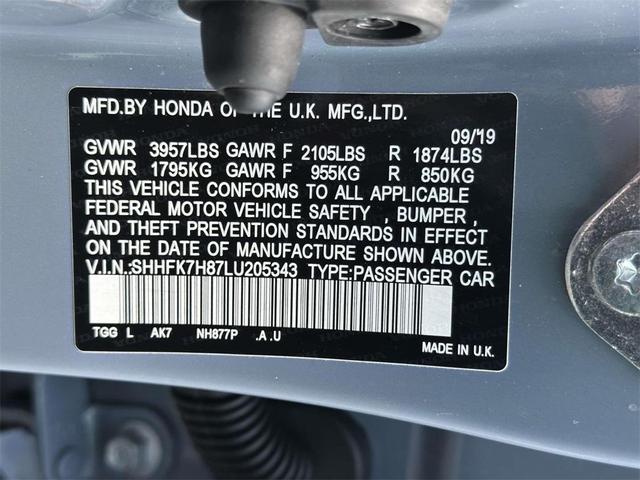 MFD.BY HONDA OF THE U.K. MFG.,LTD.
09/19
GVWR 3957LBS GAWR F 2105LBS R 1874LBS
GVWR 1795KG GAWR F 955KG R 850KG
THIS VEHICLE CONFORMS TO ALL APPLICABLE
FEDERAL MOTOR VEHICLE SAFETY , BUMPER ,
AND THEFT PREVENTION STANDARDS IN EFFECT
ON THE DATE OF MANUFACTURE SHOWN ABOVE.
V.I.N.:SHHFK7H87LU205343 TYPE:PASSENGER CAR
TGG L AK7 NH877P .A .U
MADE IN U.K.